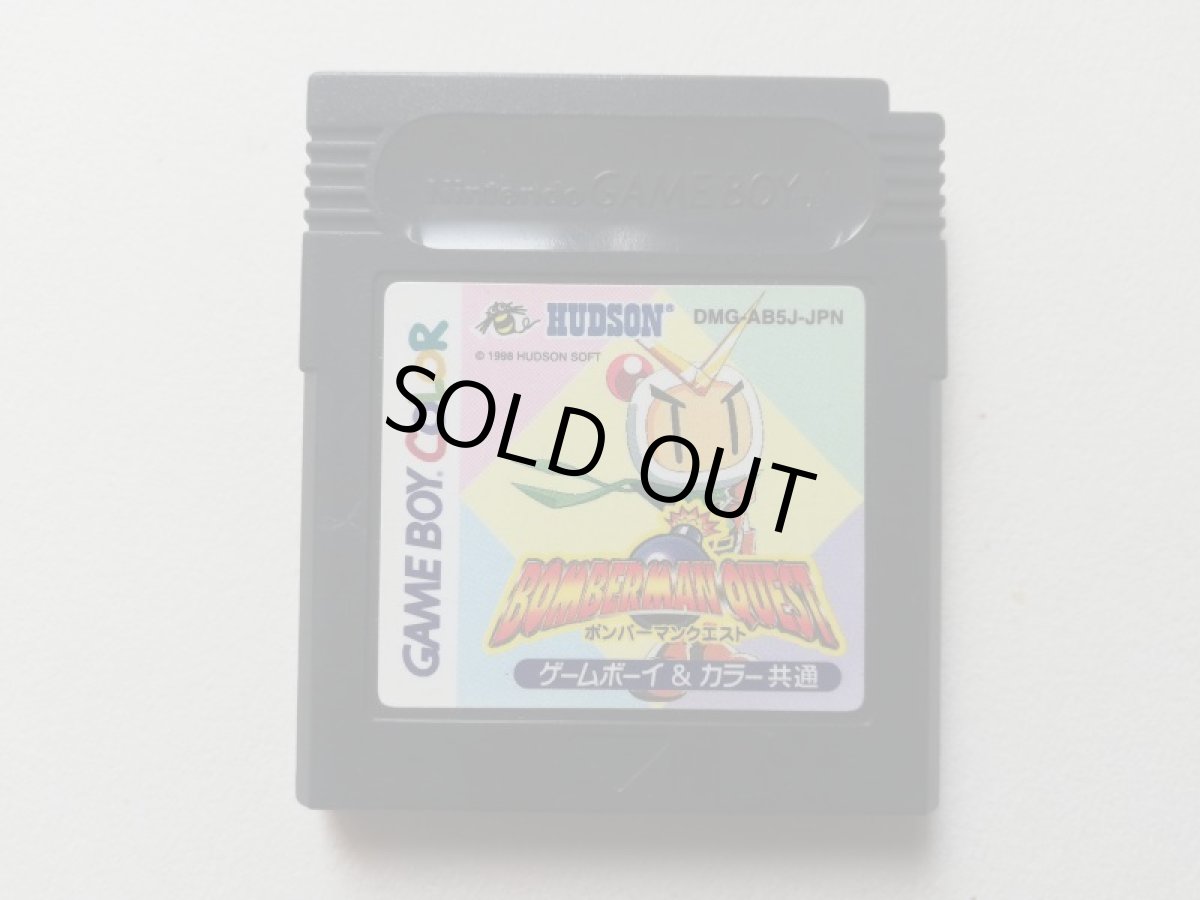 Nintendo GAME BOY
HUDSON®
DMG-AB5J-JPN
© 1998 HUDSON SOFT
GAME BOY COLOR
SOLD OUT
BOMBERMAN QUEST
ボンバーマンクエスト
ゲームボーイ & カラー共通